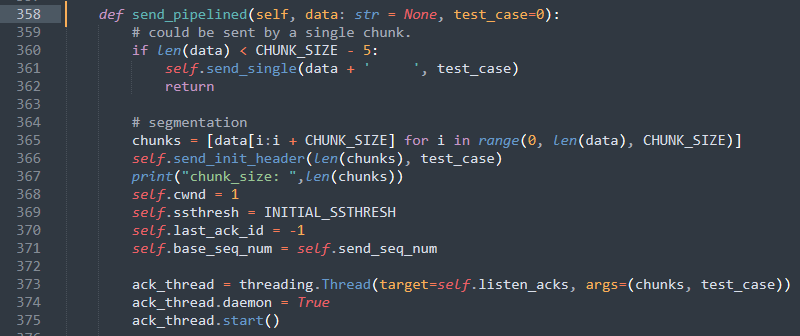 358 def send_pipelined(self, data: str = None, test_case=0):
359 # could be sent by a single chunk.
360 if len(data) < CHUNK_SIZE - 5:
361 self.send_single(data + '     ', test_case)
362 return
363
364 # segmentation
365 chunks = [data[i:i + CHUNK_SIZE] for i in range(0, len(data), CHUNK_SIZE)]
366 self.send_init_header(len(chunks), test_case)
367 print("chunk_size: ",len(chunks))
368 self.cwnd = 1
369 self.ssthresh = INITIAL_SSTHRESH
370 self.last_ack_id = -1
371 self.base_seq_num = self.send_seq_num
372
373 ack_thread = threading.Thread(target=self.listen_acks, args=(chunks, test_case))
374 ack_thread.daemon = True
375 ack_thread.start()